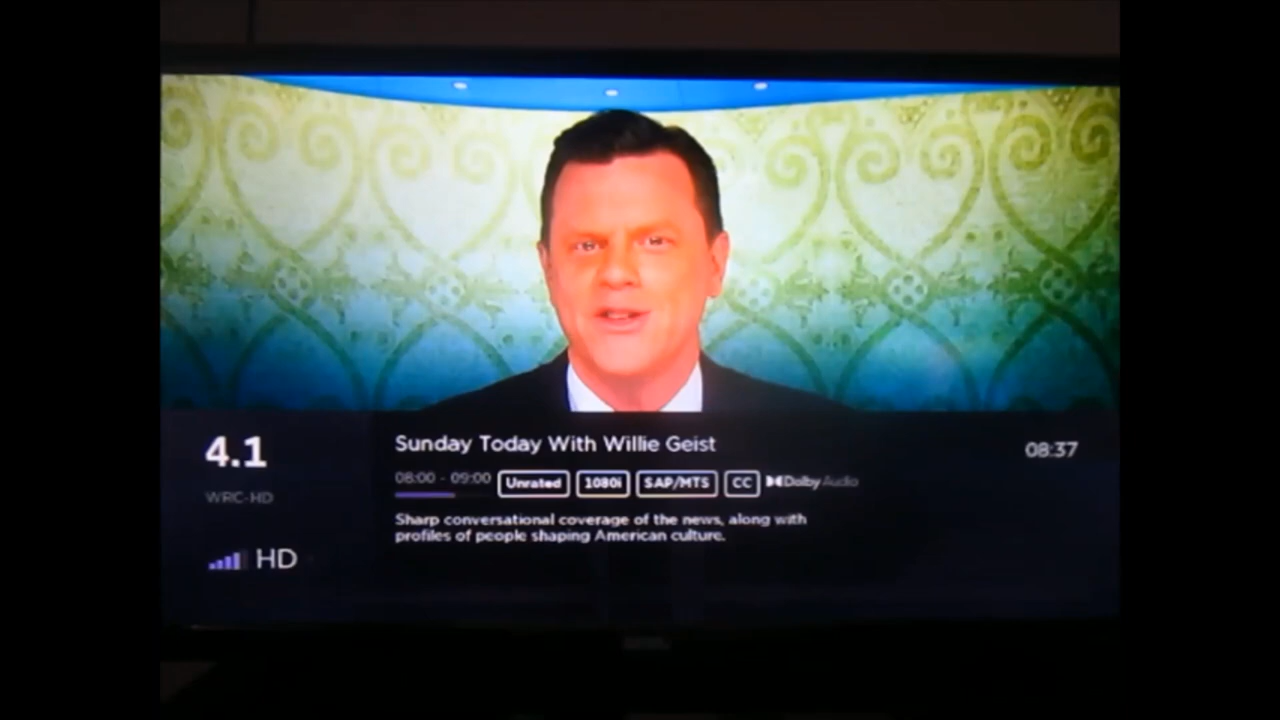 4.1
WRC-HD
HD
Sunday Today With Willie Geist
08:37
08:00 - 09:00 Unrated 1080i SAP/MTS CC Dolby Audio
Sharp conversational coverage of the news, along with
profiles of people shaping American culture.